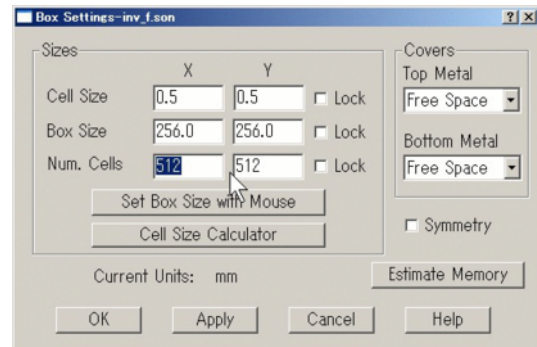 Box Settings-inv_f.son
Sizes
X Y
Cell Size 0.5 0.5 Lock
Box Size 256.0 256.0 Lock
Num. Cells 512 512 Lock
Set Box Size with Mouse
Cell Size Calculator
Covers
Top Metal
Free Space
Bottom Metal
Free Space
Symmetry
Current Units: mm
Estimate Memory
OK Apply Cancel Help